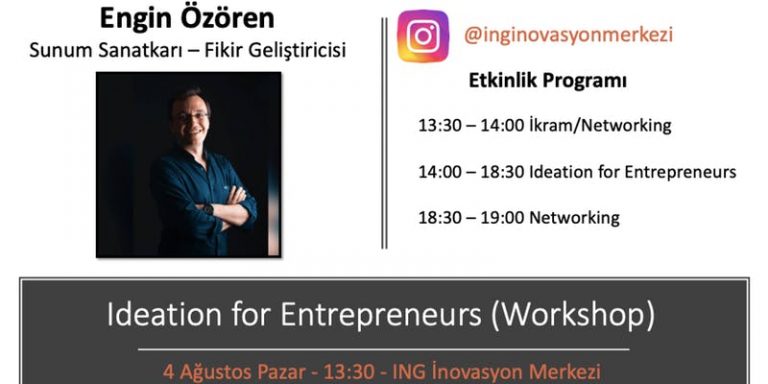 Engin Özören
Sunum Sanatkarı – Fikir Geliştiricisi
@inginovasyonmerkezi
Etkinlik Programı
13:30 – 14:00 İkram/Networking
14:00 – 18:30 Ideation for Entrepreneurs
18:30 – 19:00 Networking
Ideation for Entrepreneurs (Workshop)
4 Ağustos Pazar - 13:30 - ING İnovasyon Merkezi